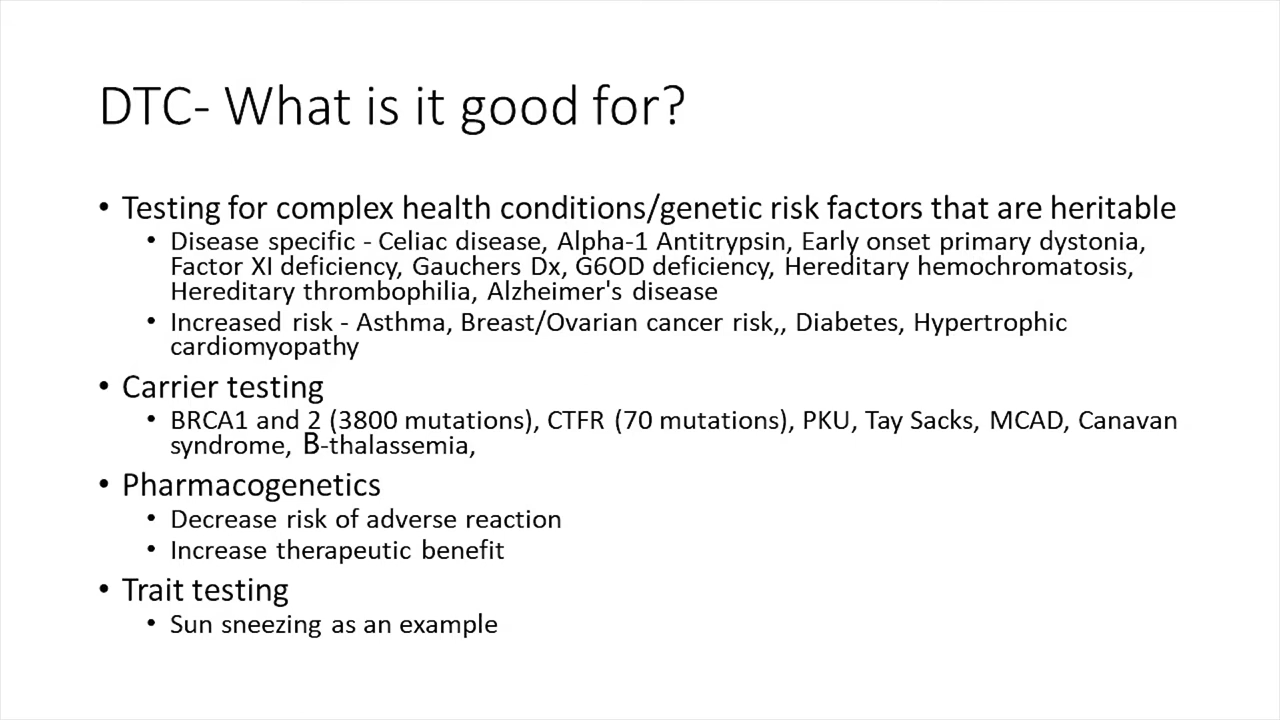 DTC- What is it good for?
• Testing for complex health conditions/genetic risk factors that are heritable
• Disease specific - Celiac disease, Alpha-1 Antitrypsin, Early onset primary dystonia,
Factor XI deficiency, Gauchers Dx, G6OD deficiency, Hereditary hemochromatosis,
Hereditary thrombophilia, Alzheimer's disease
• Increased risk - Asthma, Breast/Ovarian cancer risk,, Diabetes, Hypertrophic
cardiomyopathy
• Carrier testing
• BRCA1 and 2 (3800 mutations), CTFR (70 mutations), PKU, Tay Sacks, MCAD, Canavan
syndrome, B-thalassemia,
• Pharmacogenetics
• Decrease risk of adverse reaction
• Increase therapeutic benefit
• Trait testing
• Sun sneezing as an example